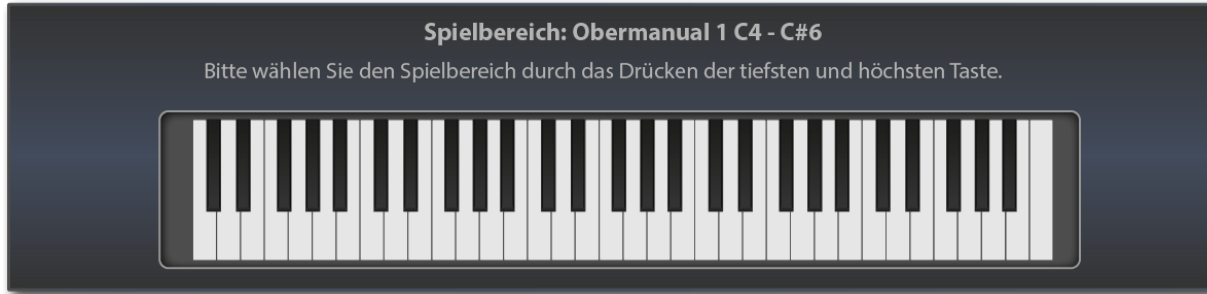 Spielbereich: Obermanual 1 C4 - C#6
Bitte wählen Sie den Spielbereich durch das Drücken der tiefsten und höchsten Taste.